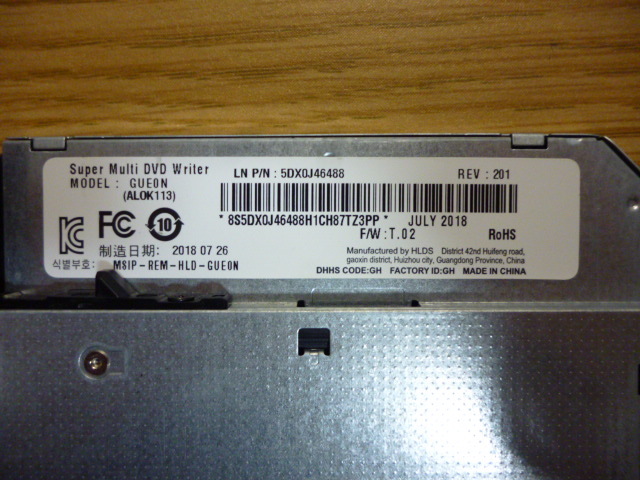 Super Multi DVD Writer
MODEL : GUE0N
(ALOK113)
LN P/N : 5DX0J46488
REV : 201
* 8S5DX0J46488H1CH87TZ3PP *
JULY 2018
F/W : T.02
RoHS
FC
10
制造日期: 2018 07 26
식별부호: MSIP-REM-HLD-GUE0N
Manufactured by HLDS District 42nd Huifeng road,
gaoxin district, Huizhou city, Guangdong Province, China
DHHS CODE:GH FACTORY ID:GH MADE IN CHINA